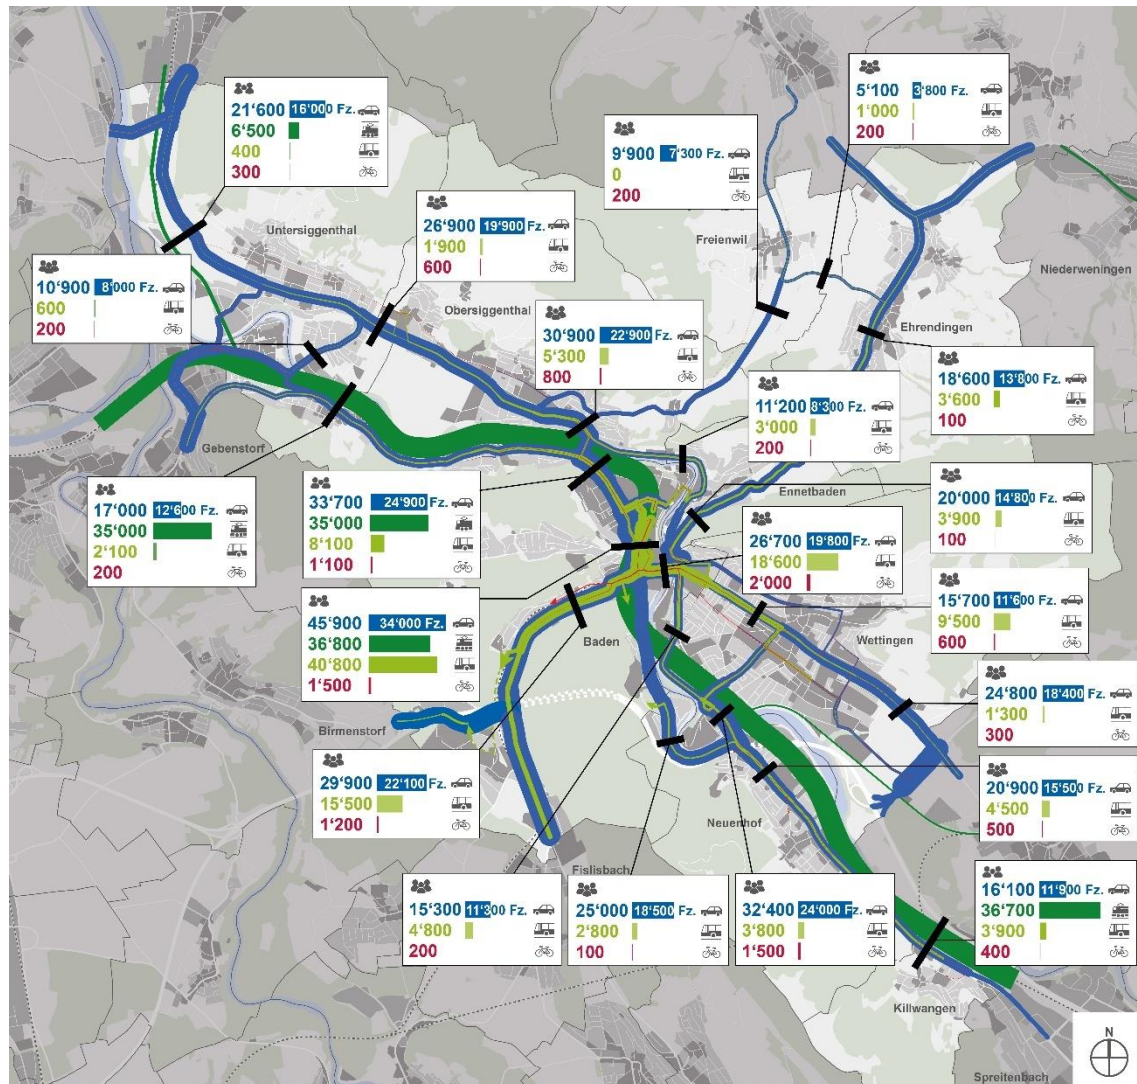 5‘100 3‘800 Fz.
1‘000
200
21‘600 16‘000 Fz.
6‘500
400
300
9‘900 7‘300 Fz.
0
200
26‘900 19‘900 Fz.
1‘900
600
Untersiggenthal
Freienwil
Niederweningen
10‘900 8‘000 Fz.
600
200
Obersiggenthal
30‘900 22‘900 Fz.
5‘300
800
Ehrendingen
18‘600 13‘800 Fz.
3‘600
100
11‘200 8‘300 Fz.
3‘000
200
Gebenstorf
17‘000 12‘600 Fz.
35‘000
2‘100
200
33‘700 24‘900 Fz.
35‘000
8‘100
1‘100
Ennetbaden
20‘000 14‘800 Fz.
3‘900
100
26‘700 19‘800 Fz.
18‘600
2‘000
45‘900 34‘000 Fz.
36‘800
40‘800
1‘500
Baden
15‘700 11‘600 Fz.
9‘500
600
Wettingen
24‘800 18‘400 Fz.
1‘300
300
Birmenstorf
29‘900 22‘100 Fz.
15‘500
1‘200
20‘900 15‘500 Fz.
4‘500
500
Neuenhof
Fislisbach
15‘300 11‘300 Fz.
4‘800
200
25‘000 18‘500 Fz.
2‘800
100
32‘400 24‘000 Fz.
3‘800
1‘500
16‘100 11‘900 Fz.
36‘700
3‘900
400
Killwangen
N
Spreitenbach